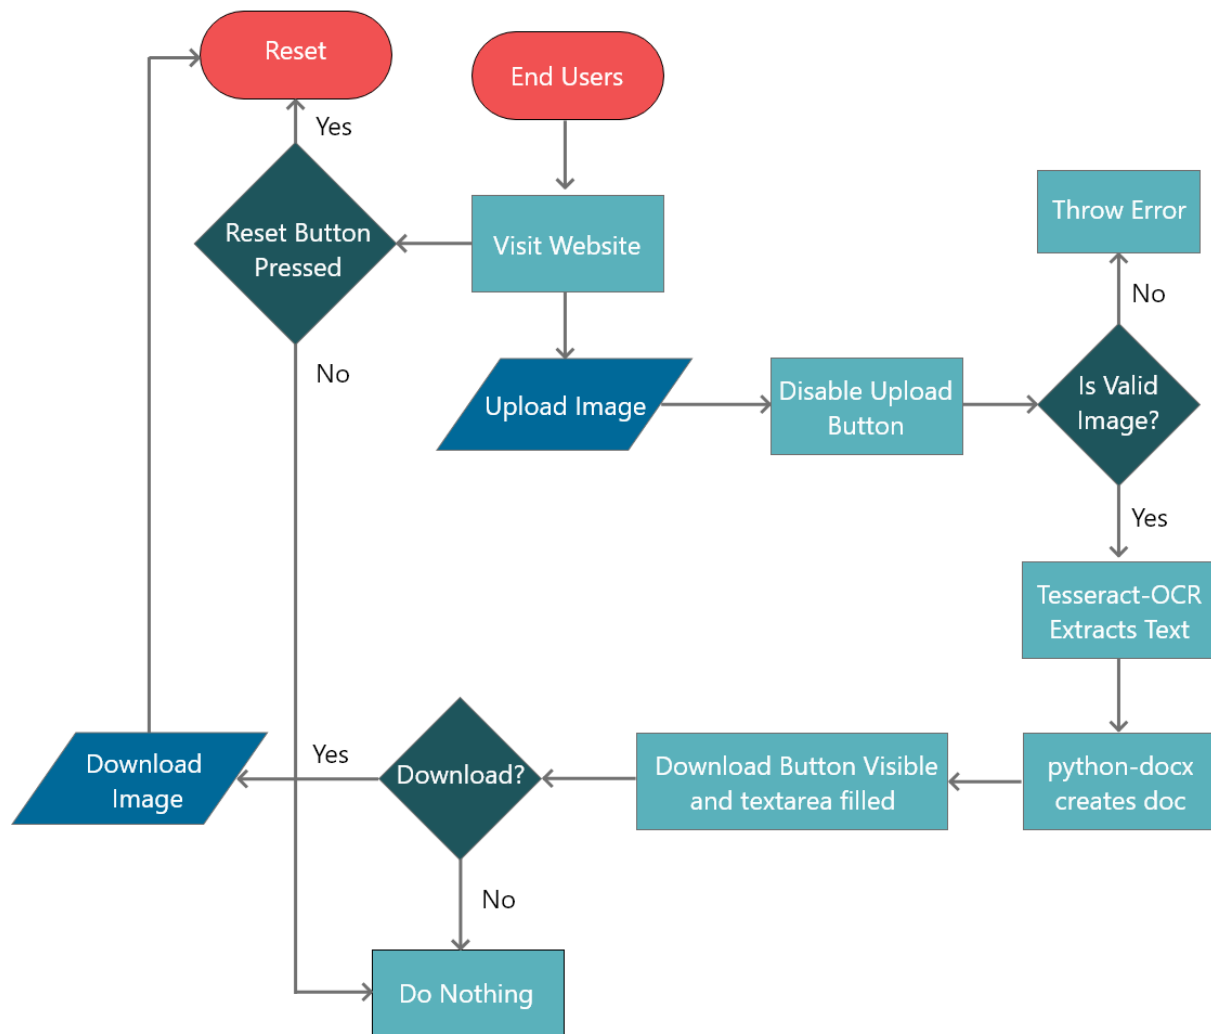 Reset
End Users
Yes
Reset Button
Pressed
Visit Website
Throw Error
No
No
Upload Image
Disable Upload
Button
Is Valid
Image?
Yes
Tesseract-OCR
Extracts Text
Download
Image
Yes
Download?
Download Button Visible
and textarea filled
python-docx
creates doc
No
Do Nothing